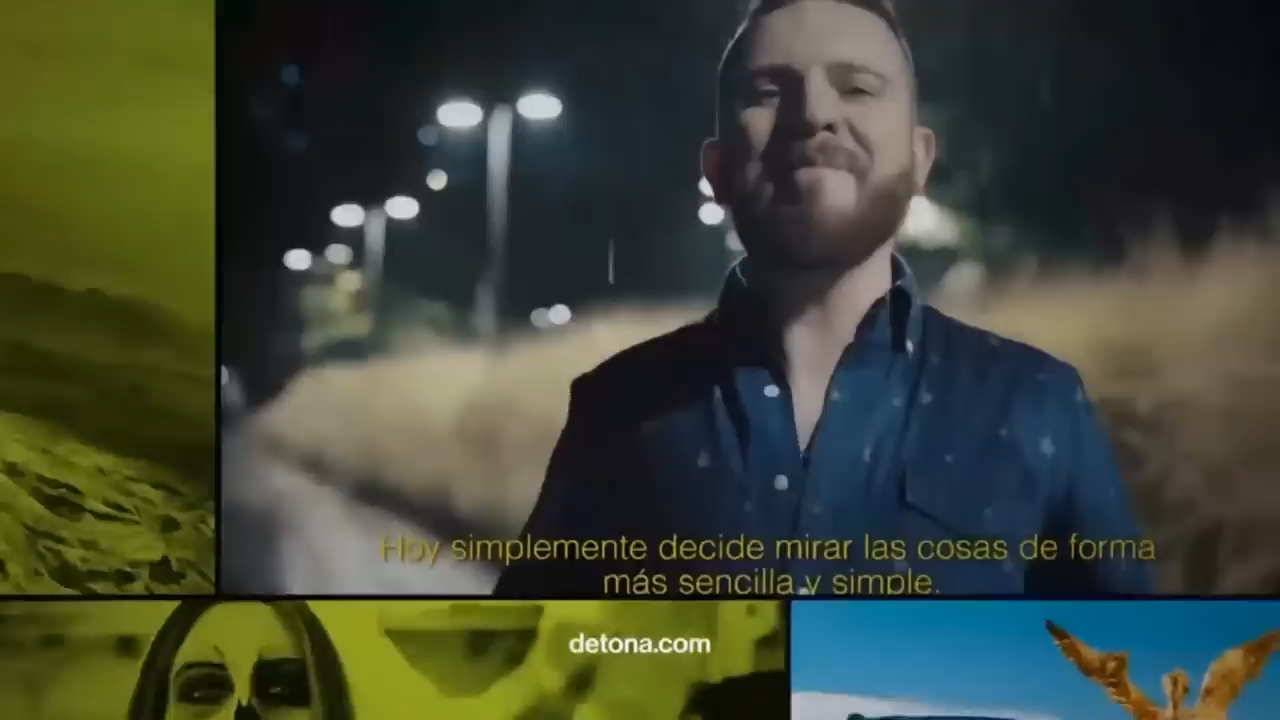 Hoy simplemente decide mirar las cosas de forma
más sencilla y simple.
detona.com